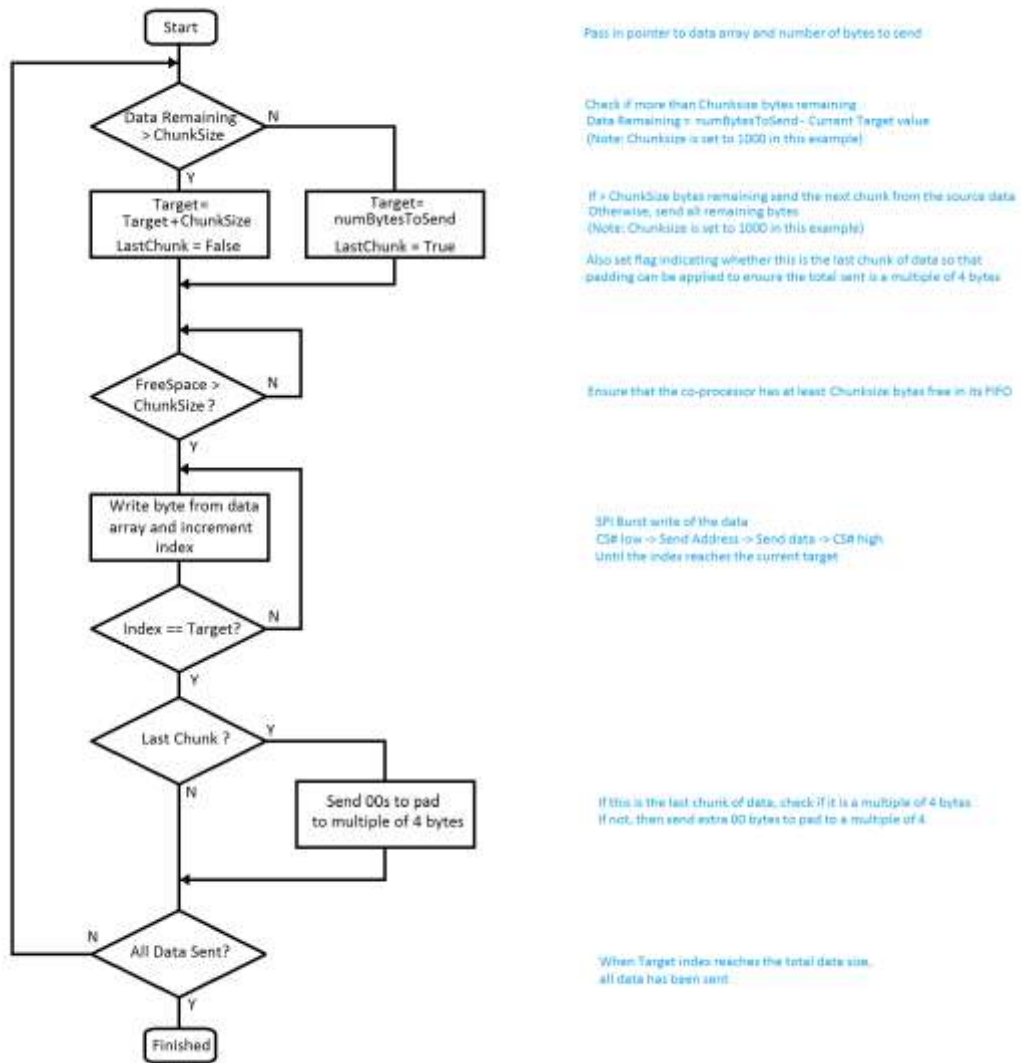 Start
Pass in pointer to data array and number of bytes to send
Data Remaining
> ChunkSize
N
Y
Check if more than Chunksize bytes remaining
Data Remaining = numBytesToSend - Current Target value
(Note: Chunksize is set to 1000 in this example)
Target=
Target+ChunkSize
LastChunk = False
Target=
numBytesToSend
LastChunk = True
If > ChunkSize bytes remaining send the next chunk from the source data
Otherwise, send all remaining bytes
(Note: Chunksize is set to 1000 in this example)
Also set flag indicating whether this is the last chunk of data so that
padding can be applied to ensure the total sent is a multiple of 4 bytes
FreeSpace >
ChunkSize ?
N
Y
Ensure that the co-processor has at least Chunksize bytes free in its FIFO
Write byte from data
array and increment
index
SPI Burst write of the data
CS# low -> Send Address -> Send data -> CS# high
Until the index reaches the current target
Index == Target?
N
Y
Last Chunk ?
Y
N
Send 00s to pad
to multiple of 4 bytes
If this is the last chunk of data, check if it is a multiple of 4 bytes
If not, then send extra 00 bytes to pad to a multiple of 4
All Data Sent?
N
Y
When Target index reaches the total data size,
all data has been sent
Finished